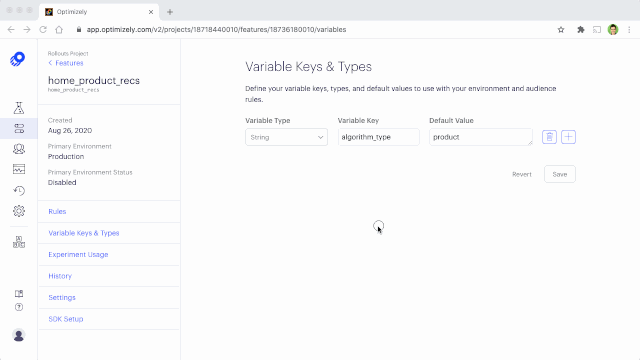 Optimizely
app.optimizely.com/v2/projects/18718440010/features/18736180010/variables
Rollouts Project
Features
home_product_recs
home_product_recs
Created
Aug 26, 2020
Primary Environment
Production
Primary Environment Status
Disabled
Rules
Variable Keys & Types
Experiment Usage
History
Settings
SDK Setup
Variable Keys & Types
Define your variable keys, types, and default values to use with your environment and audience
rules.
Variable Type Variable Key Default Value
String algorithm_type product
Revert Save